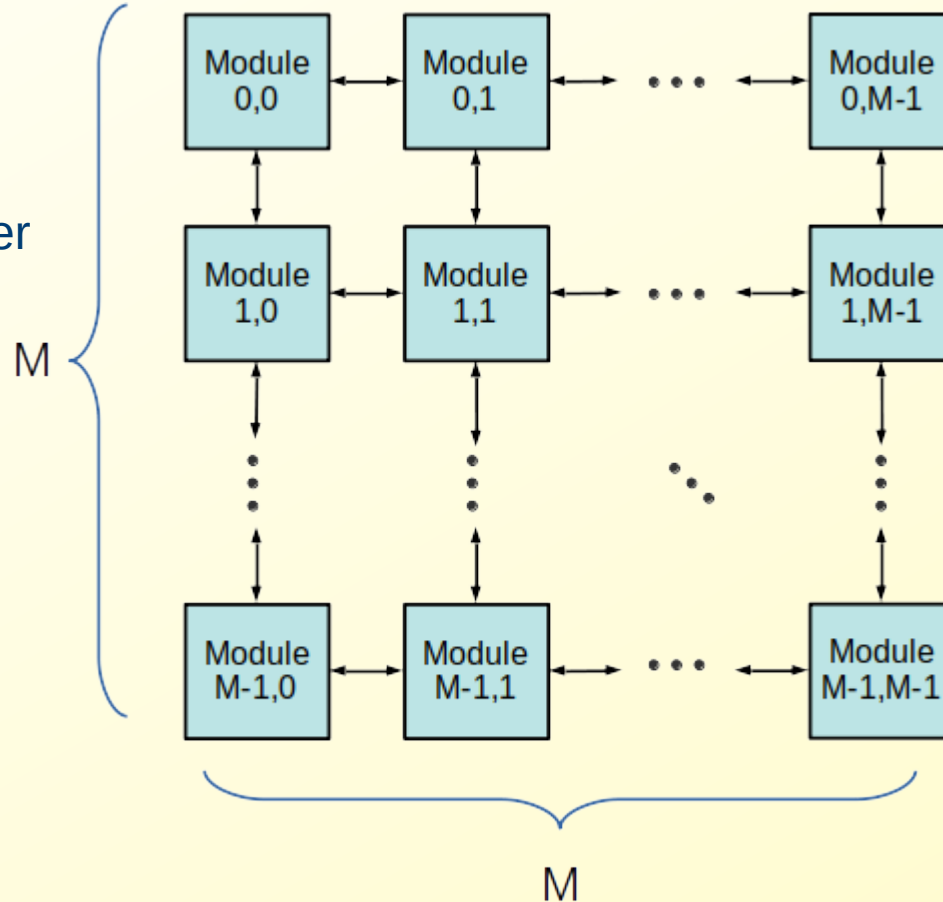 Module
0,0
Module
0,1
Module
0,M-1
er
Module
1,0
Module
1,1
Module
1,M-1
M
Module
M-1,0
Module
M-1,1
Module
M-1,M-1
M